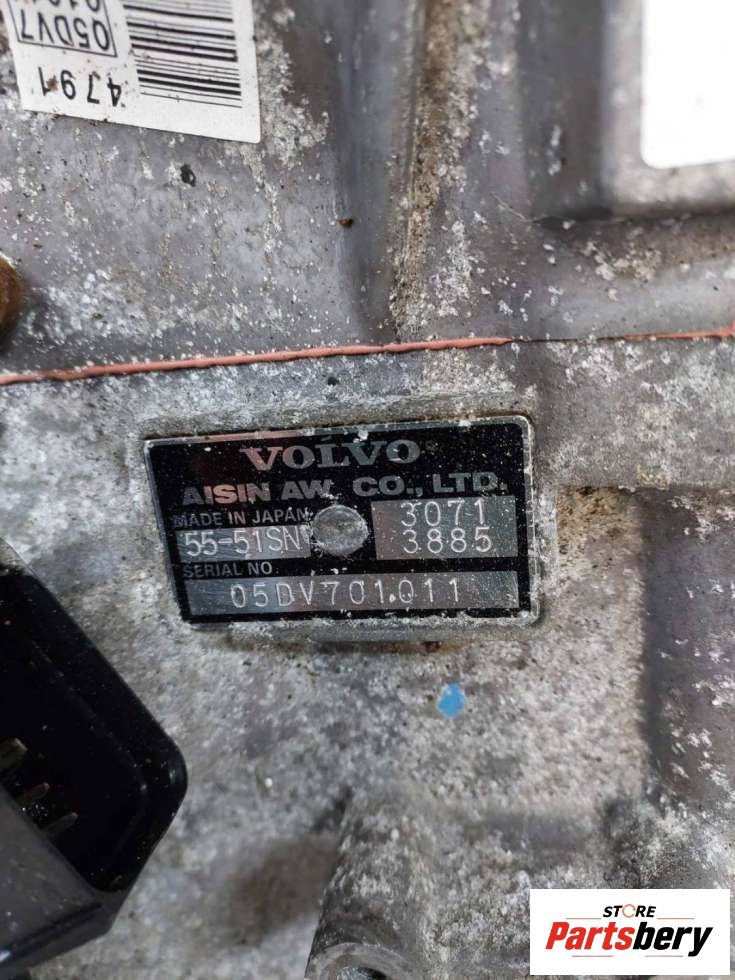 05DV7
4791
VOLVO
AISIN AW CO., LTD.
MADE IN JAPAN 3071
55-51SN 3885
SERIAL NO
05DV701011
STORE
Partsbery